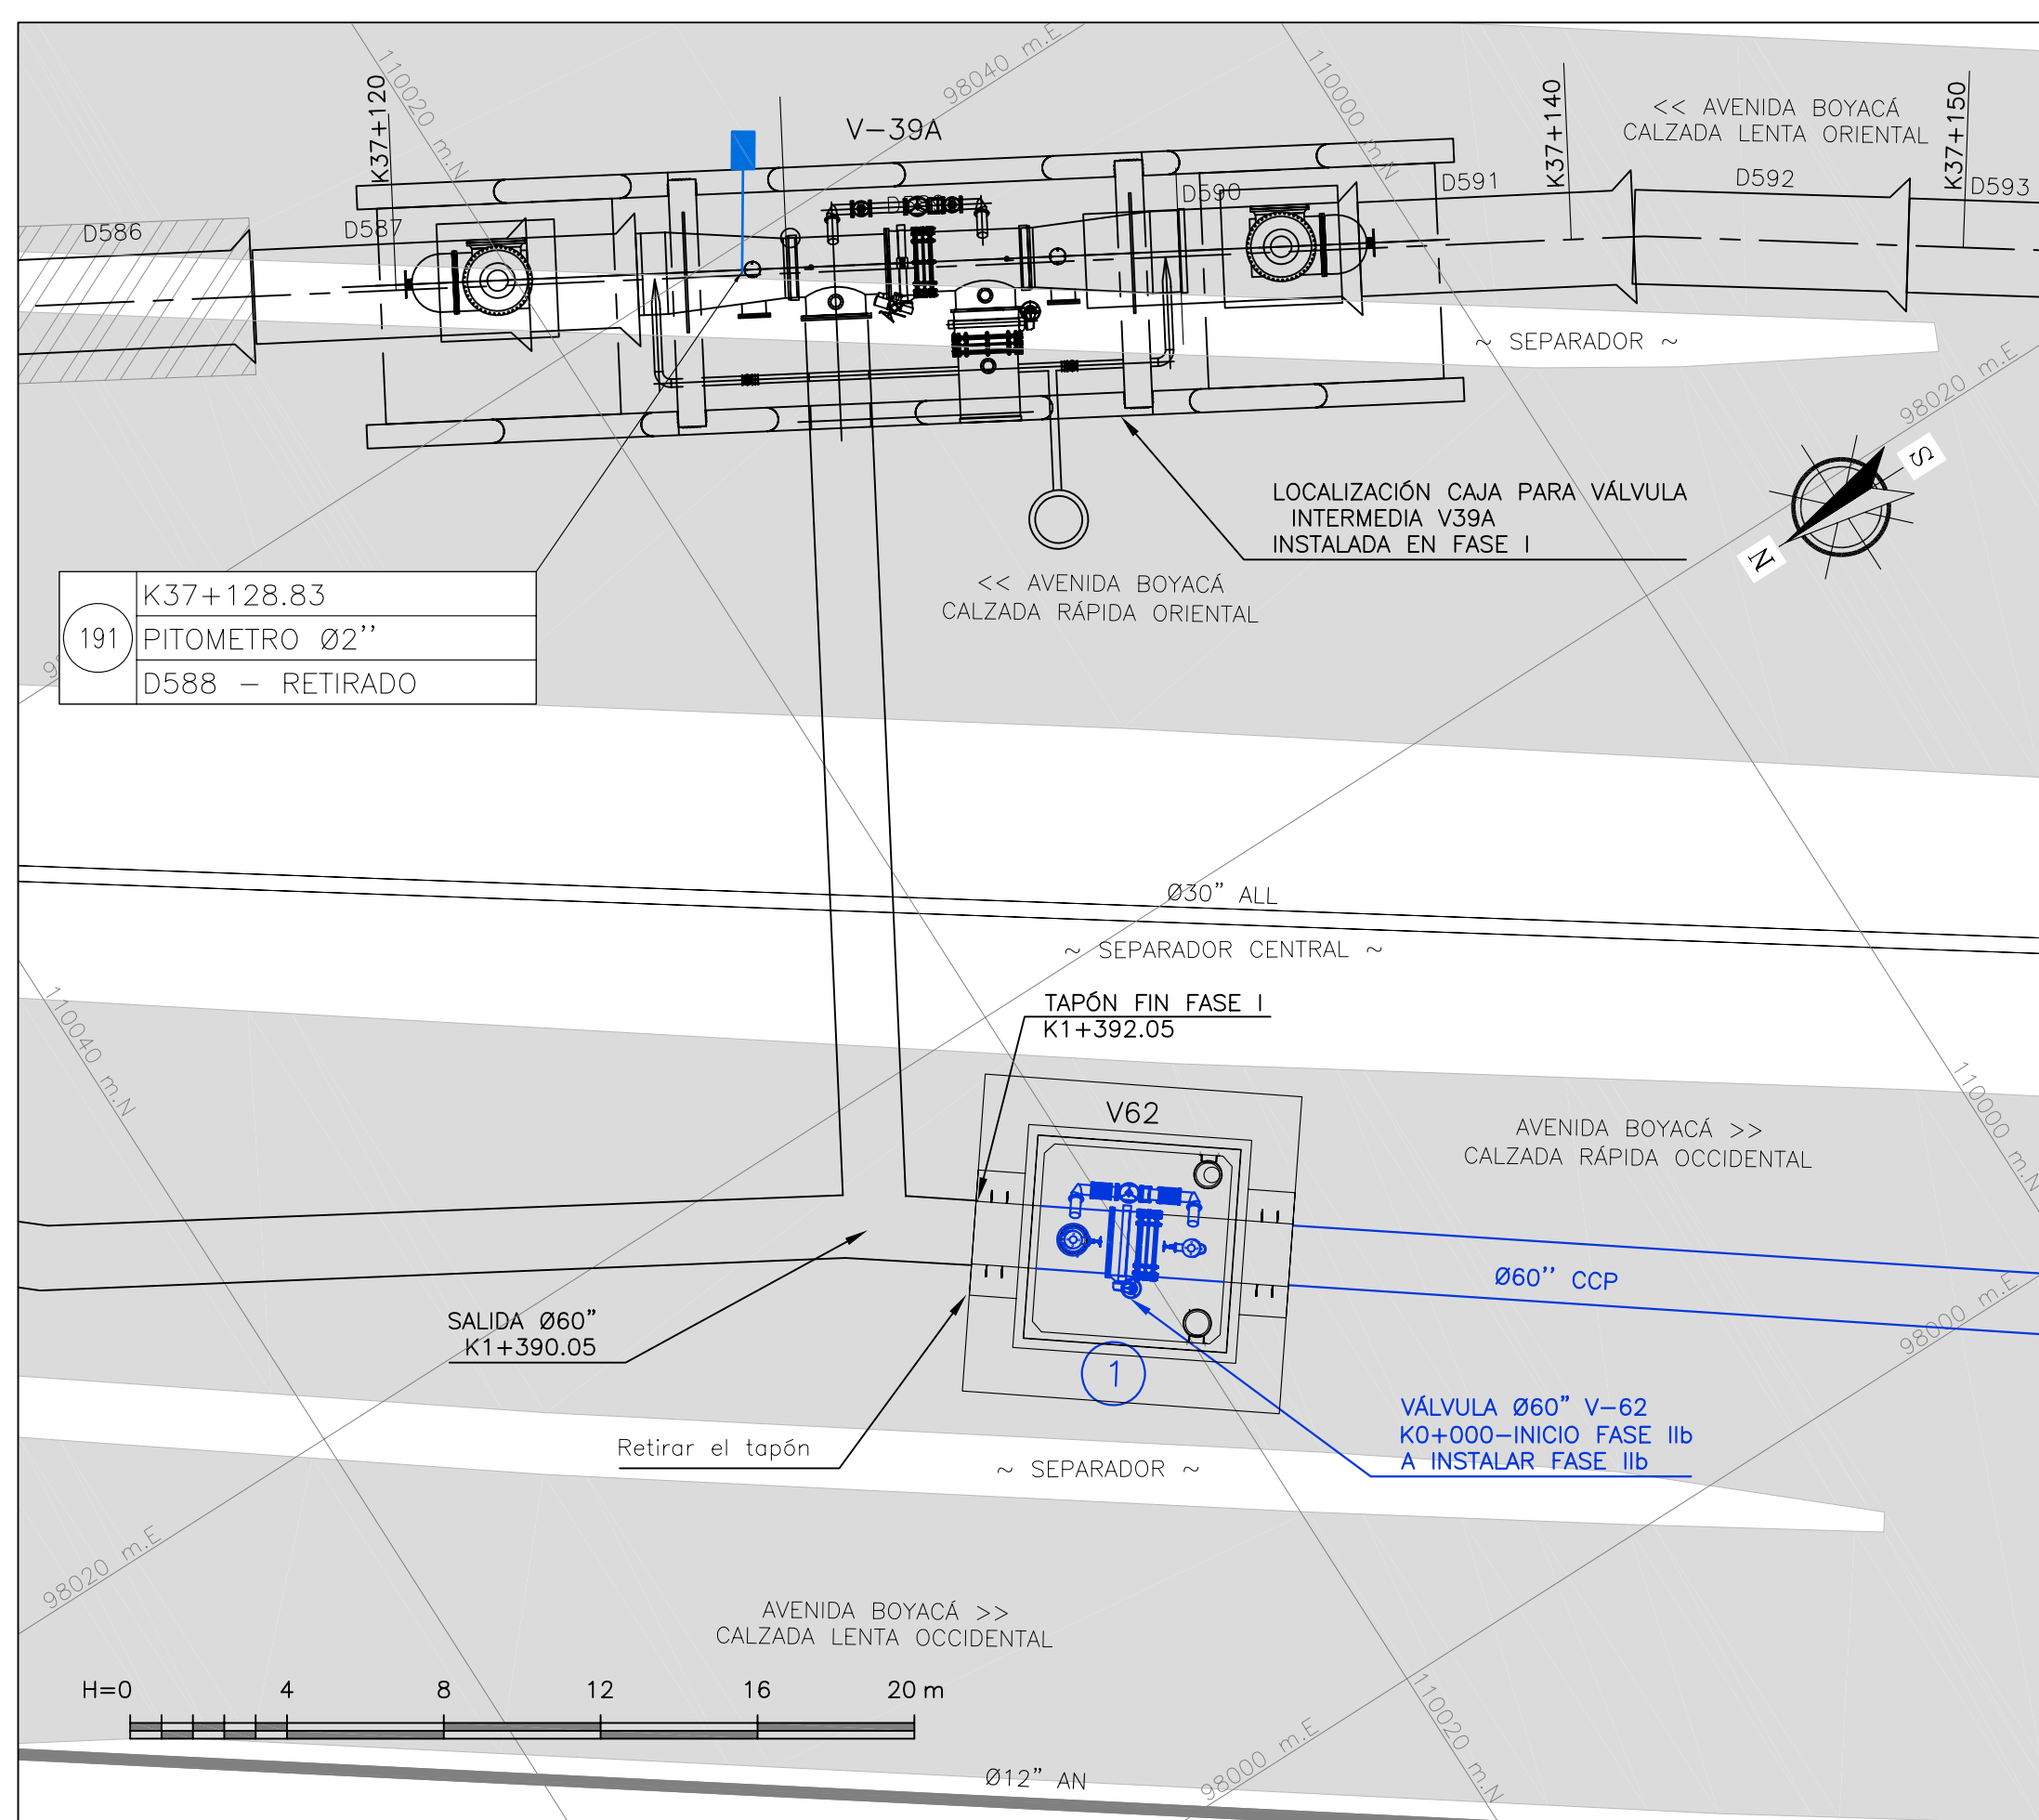 98040 m.E
110020 m.N
110000 m.N
K37+120
K37+140
K37+150
V-39A
<< AVENIDA BOYACÁ
CALZADA LENTA ORIENTAL
D586
D587
D590
D591
D592
D593
~ SEPARADOR ~
98020 m.E
S
N
LOCALIZACIÓN CAJA PARA VÁLVULA
INTERMEDIA V39A
INSTALADA EN FASE I
<< AVENIDA BOYACÁ
CALZADA RÁPIDA ORIENTAL
191
K37+128.83
PITOMETRO Ø2''
D588 - RETIRADO
Ø30" ALL
~ SEPARADOR CENTRAL ~
TAPÓN FIN FASE I
K1+392.05
110040 m.N
110000 m.N
V62
AVENIDA BOYACÁ >>
CALZADA RÁPIDA OCCIDENTAL
Ø60'' CCP
SALIDA Ø60"
K1+390.05
98000 m.E
1
VÁLVULA Ø60" V-62
K0+000-INICIO FASE IIb
A INSTALAR FASE IIb
Retirar el tapón
~ SEPARADOR ~
98020 m.E
AVENIDA BOYACÁ >>
CALZADA LENTA OCCIDENTAL
H=0 4 8 12 16 20 m
110020 m.N
98000 m.E
Ø12" AN